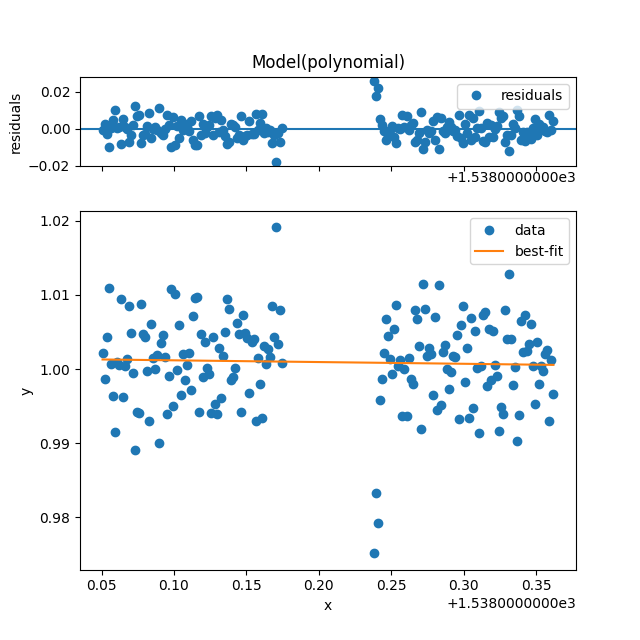 Model(polynomial)
residuals
0.02
0.00
−0.02
residuals
+1.5380000000e3
1.02
1.01
1.00
0.99
0.98
y
data
best-fit
0.05 0.10 0.15 0.20 0.25 0.30 0.35
x
+1.5380000000e3